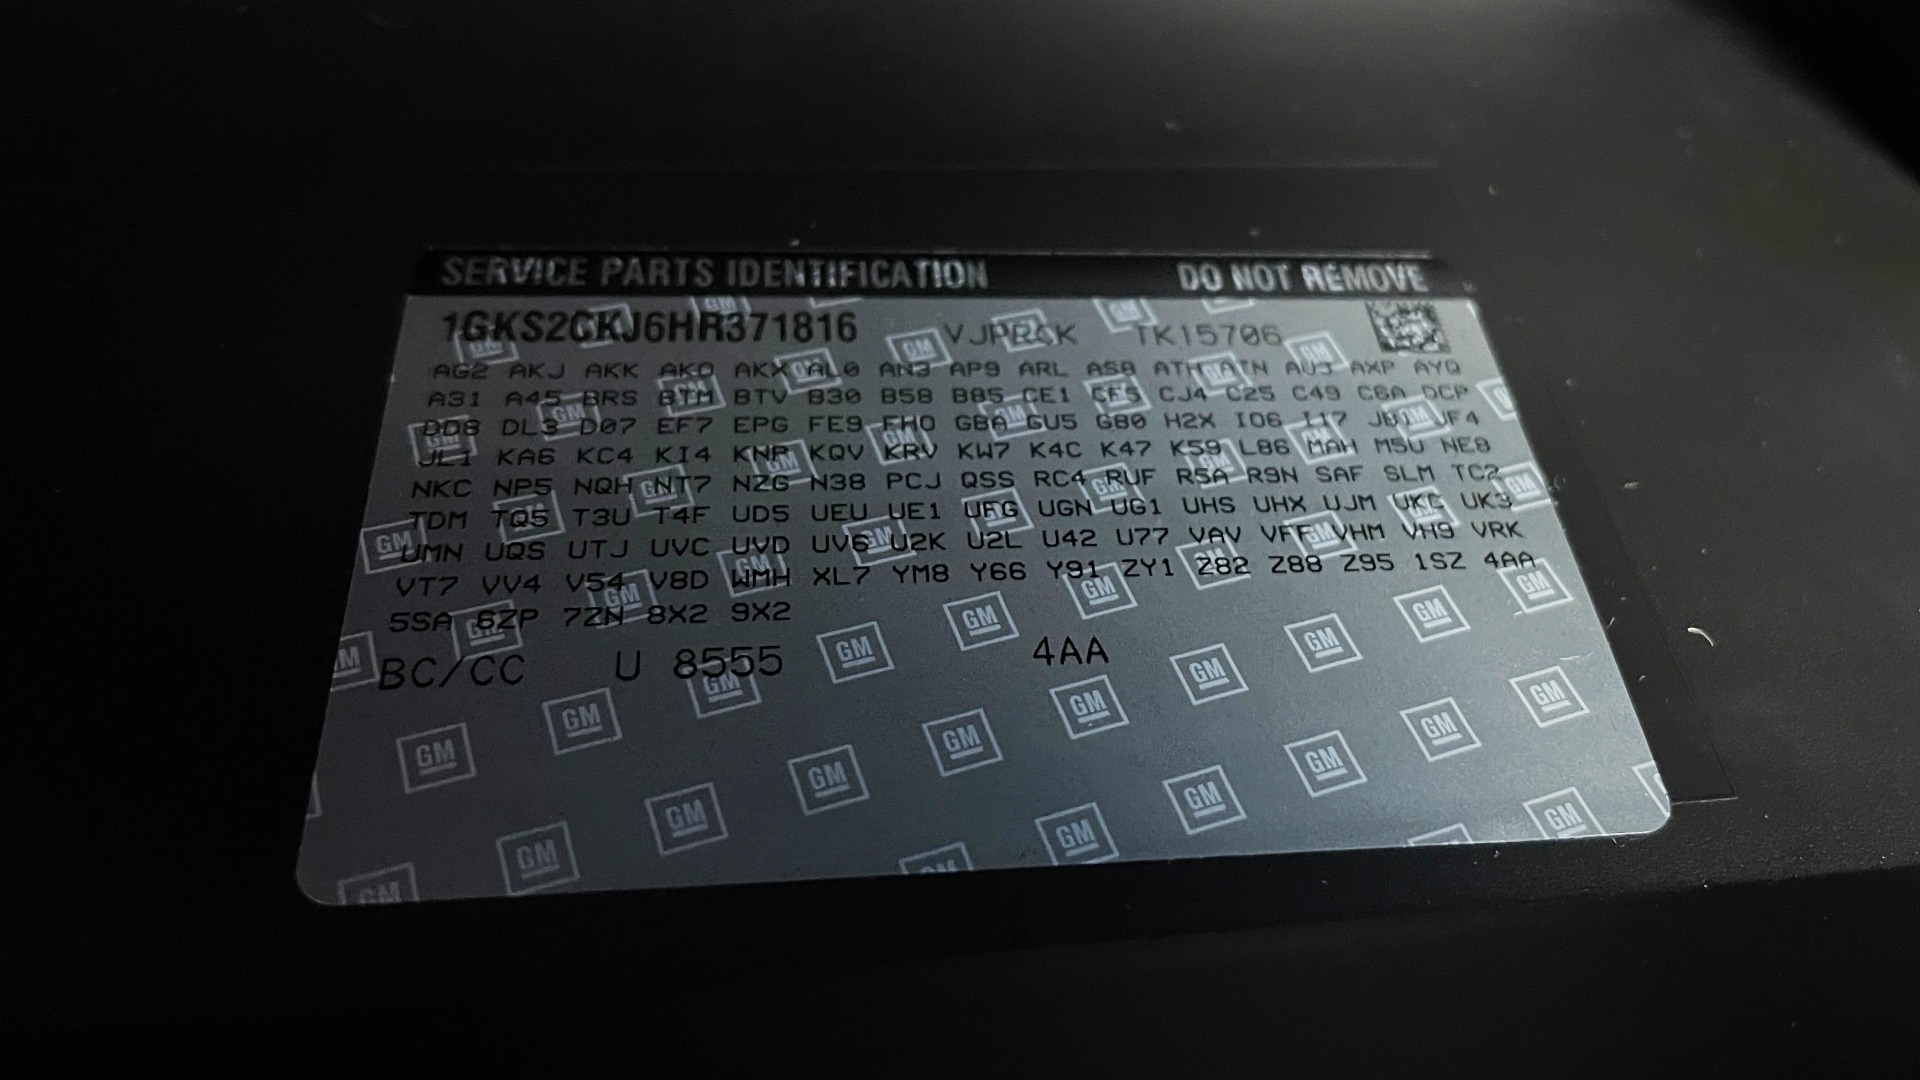 SERVICE PARTS IDENTIFICATION DO NOT REMOVE
1GKS2CKJ6HR371816 VJPRCK TK15706
AG2 AKJ AKK AKO AKX AL0 AN3 AP9 ARL AS8 ATH ATN AU3 AXP AYQ
A31 A45 BRS BTM BTV B30 B58 B85 CE1 CF5 CJ4 C25 C49 C6A DCP
DD8 DL3 D07 EF7 EPG FE9 FHO GBA GU5 G80 H2X IO6 I17 JF4
JL1 KA6 KC4 KI4 KNP KQV KRV KW7 K4C K47 K59 L86 MAH M5U NE8
NKC NP5 NQH NT7 NZG N38 PCJ QSS RC4 RUF R5A R9N SAF SLM TC2
TDM TQ5 T3U T4F UD5 UEU UE1 UFG UGN UG1 UHS UHX UJM UKC UK3
UMN UQS UTJ UVC UVD UV6 U2K U2L U42 U77 VAV VFF VHM VH9 VRK
VT7 VV4 V54 V8D WMH XL7 YM8 Y66 Y91 ZY1 Z82 Z88 Z95 1SZ 4AA
5SA 6ZP 7ZN 8X2 9X2
BC/CC U 8555 4AA